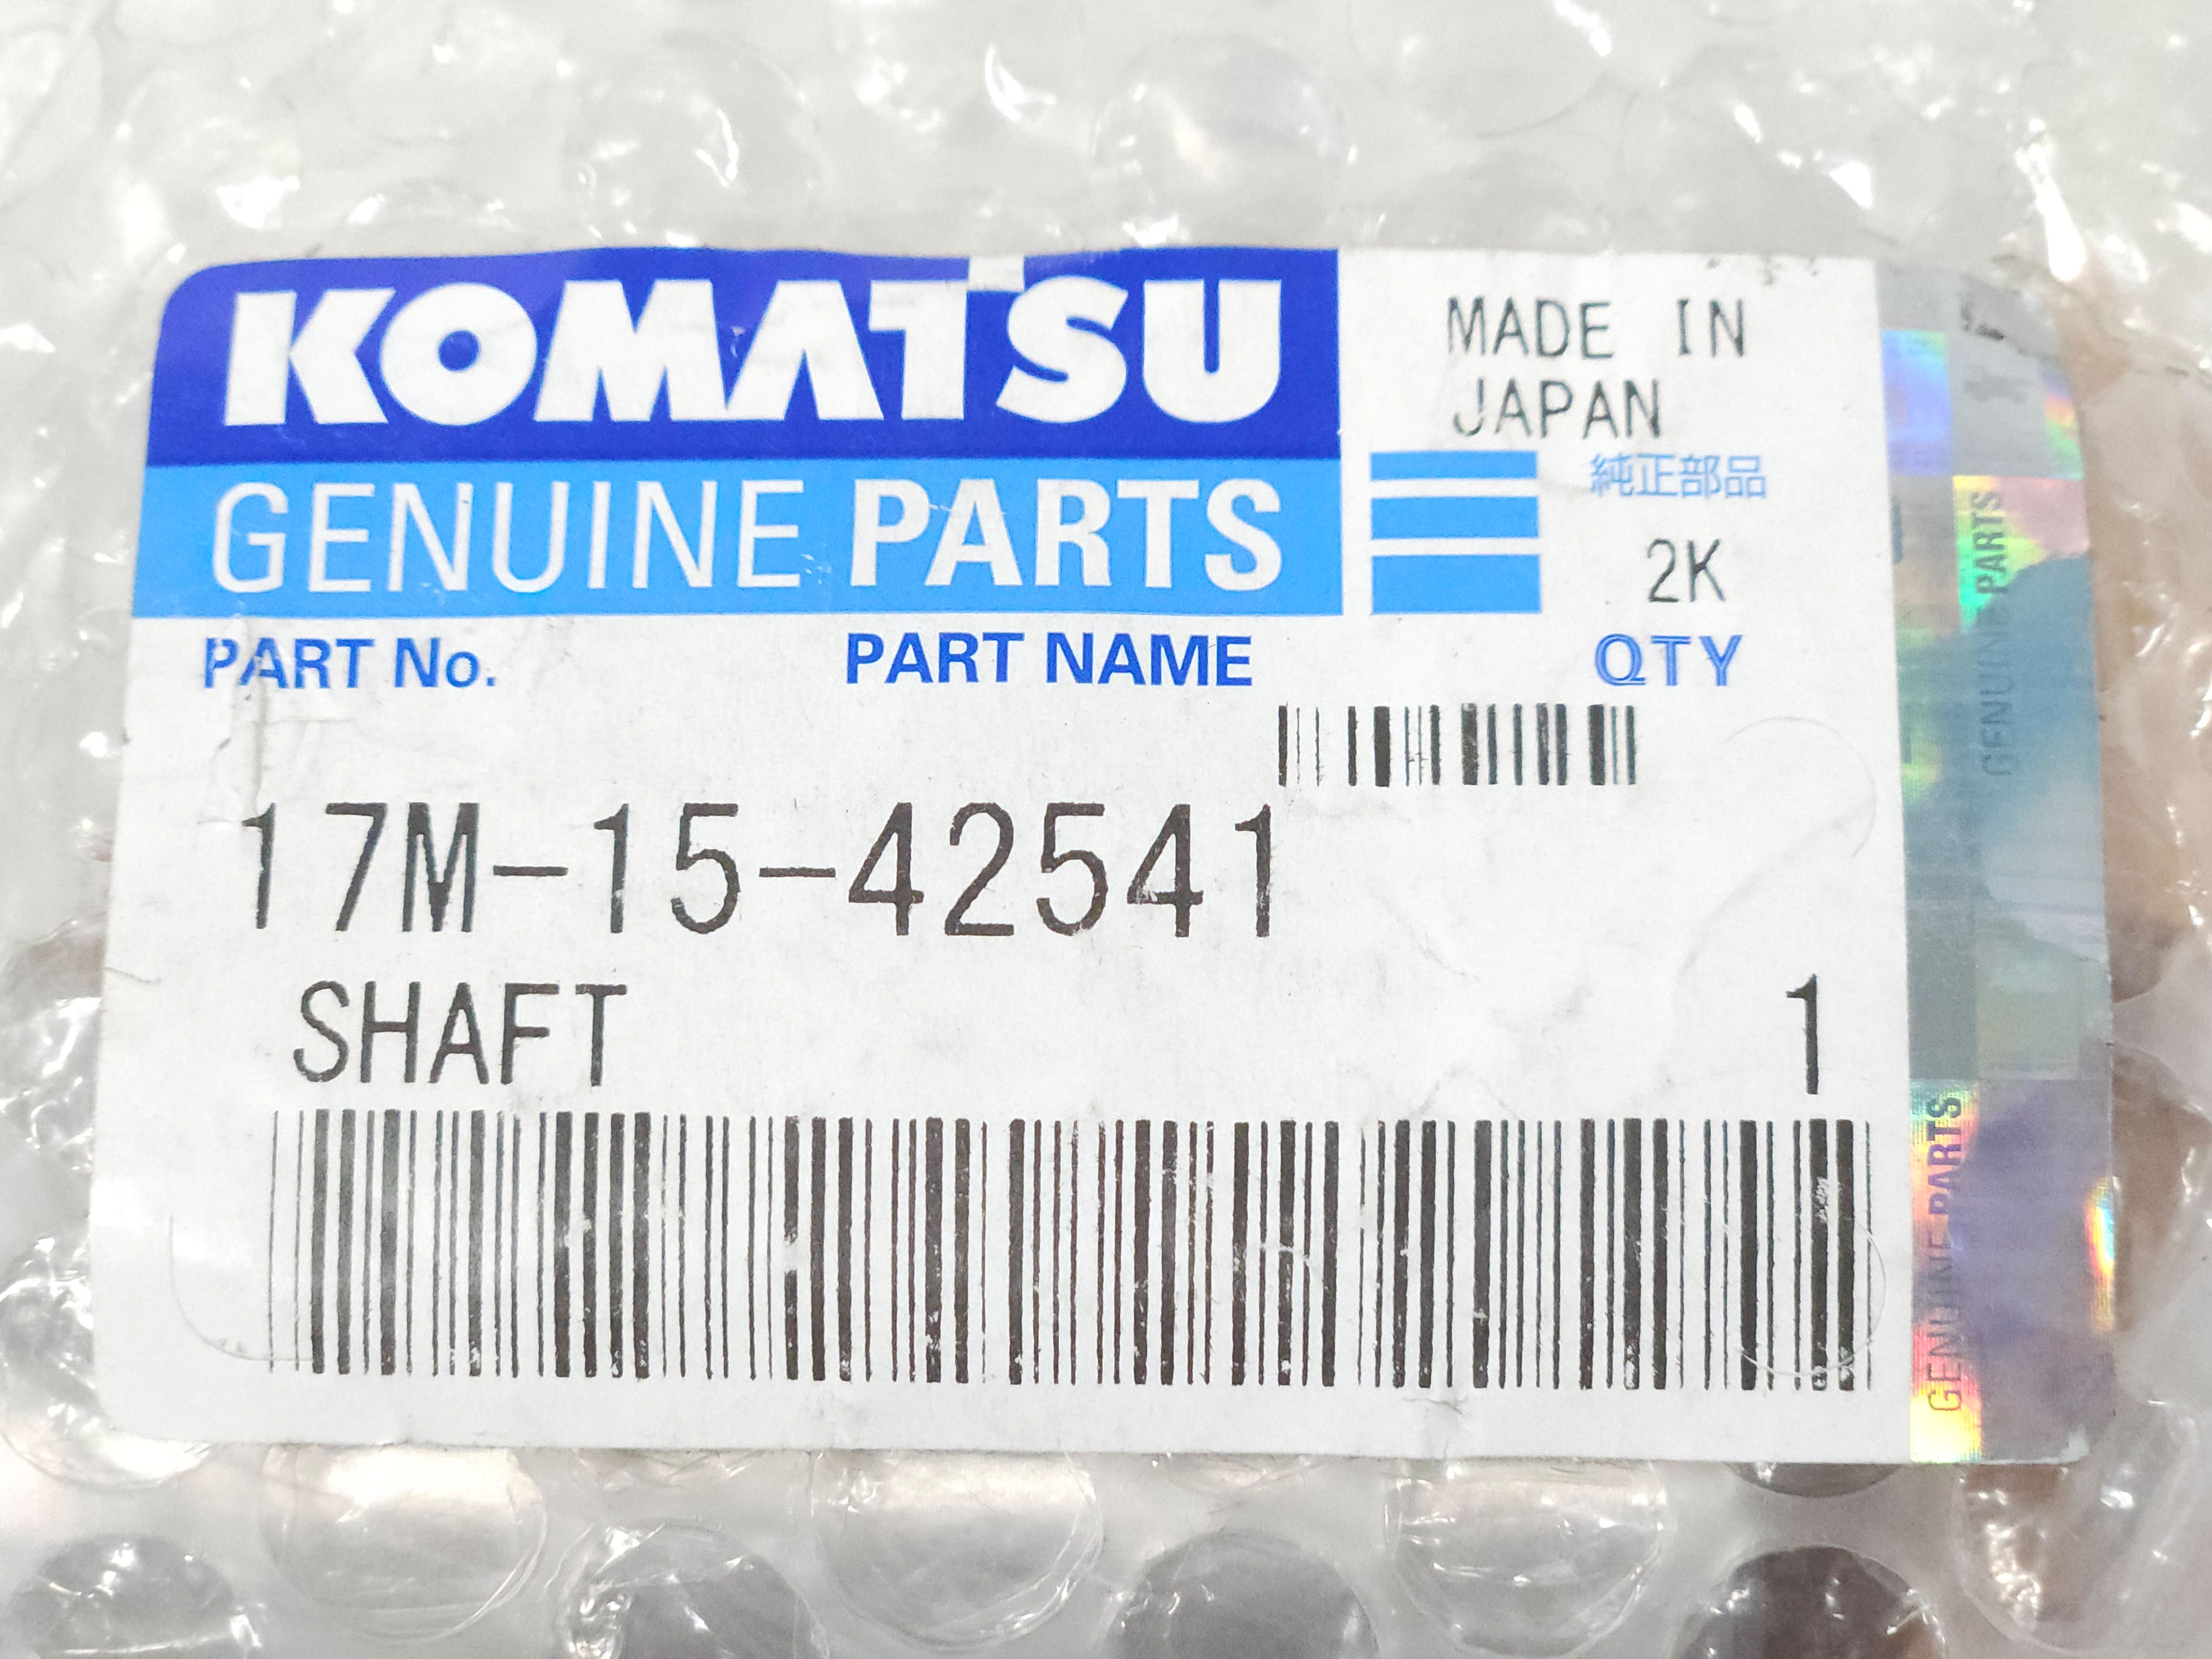 KOMATSU
MADE IN
JAPAN
GENUINE PARTS
純正部品
2K
PART No.
PART NAME
QTY
17M-15-42541
SHAFT
1
GENUINE PARTS
GENUINE PARTS